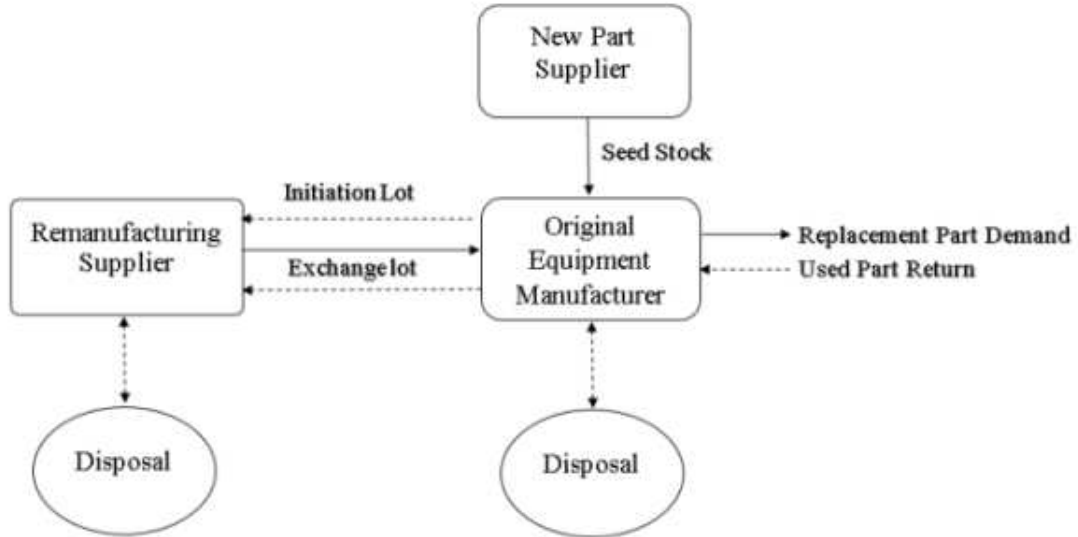 New Part
Supplier
Seed Stock
Initiation Lot
Remanufacturing
Supplier
Exchange lot
Original
Equipment
Manufacturer
Replacement Part Demand
Used Part Return
Disposal
Disposal